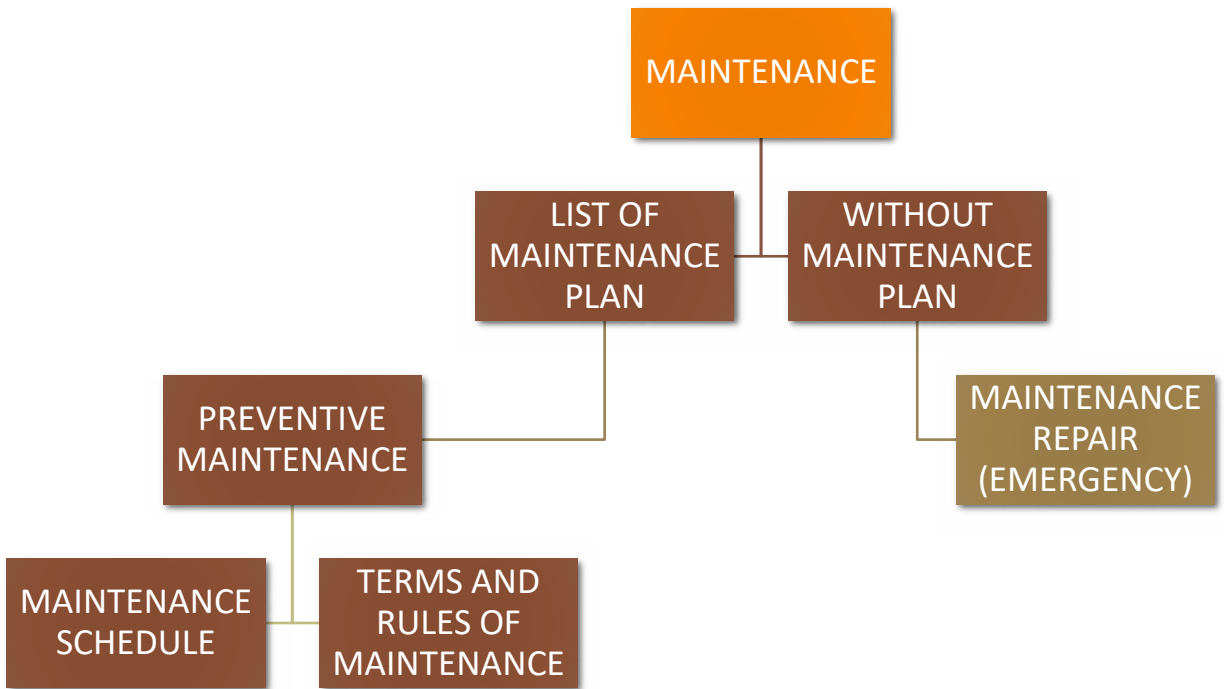 MAINTENANCE
LIST OF
MAINTENANCE
PLAN
WITHOUT
MAINTENANCE
PLAN
PREVENTIVE
MAINTENANCE
MAINTENANCE
REPAIR
(EMERGENCY)
MAINTENANCE
SCHEDULE
TERMS AND
RULES OF
MAINTENANCE